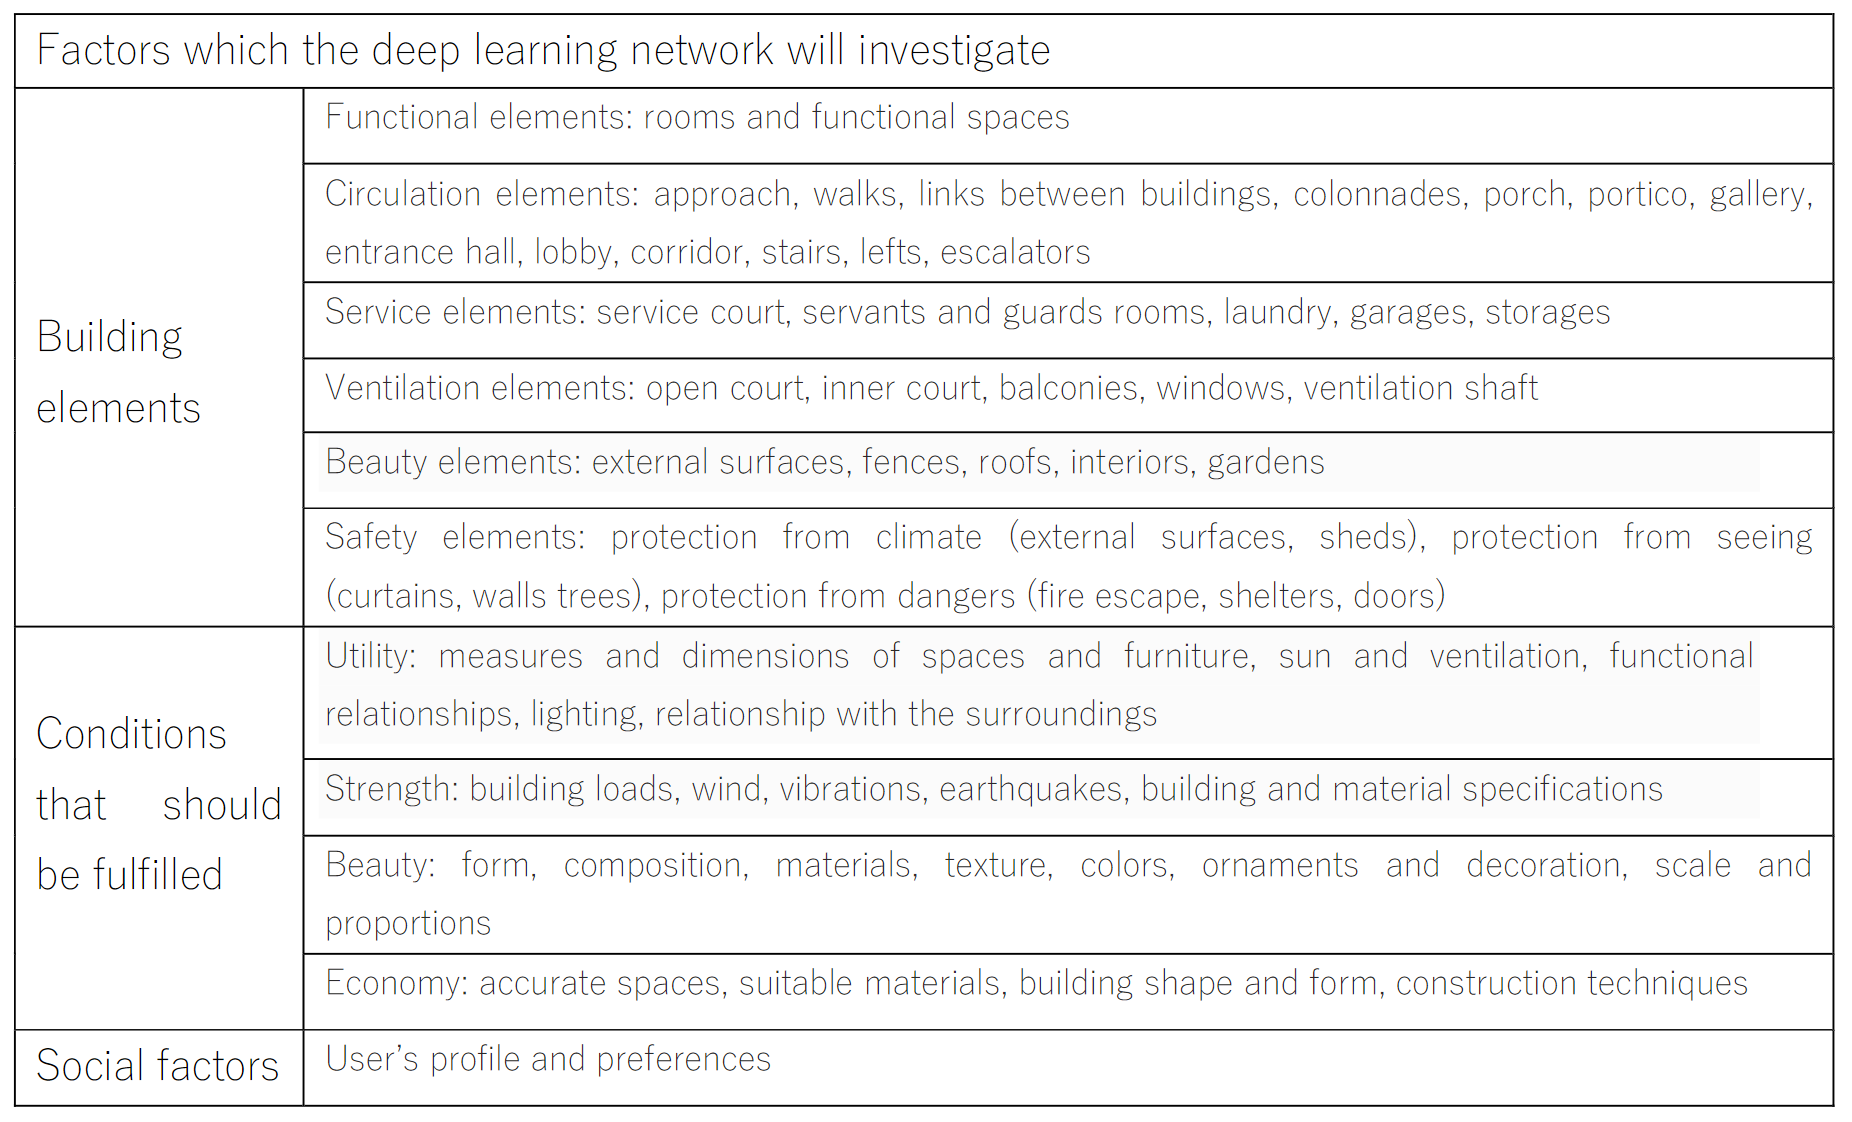 Factors which the deep learning network will investigate
Building
elements
Functional elements: rooms and functional spaces
Circulation elements: approach, walks, links between buildings, colonnades, porch, portico, gallery,
entrance hall, lobby, corridor, stairs, lefts, escalators
Service elements: service court, servants and guards rooms, laundry, garages, storages
Ventilation elements: open court, inner court, balconies, windows, ventilation shaft
Beauty elements: external surfaces, fences, roofs, interiors, gardens
Safety elements: protection from climate (external surfaces, sheds), protection from seeing
(curtains, walls trees), protection from dangers (fire escape, shelters, doors)
Conditions
that should
be fulfilled
Utility: measures and dimensions of spaces and furniture, sun and ventilation, functional
relationships, lighting, relationship with the surroundings
Strength: building loads, wind, vibrations, earthquakes, building and material specifications
Beauty: form, composition, materials, texture, colors, ornaments and decoration, scale and
proportions
Economy: accurate spaces, suitable materials, building shape and form, construction techniques
Social factors
User’s profile and preferences